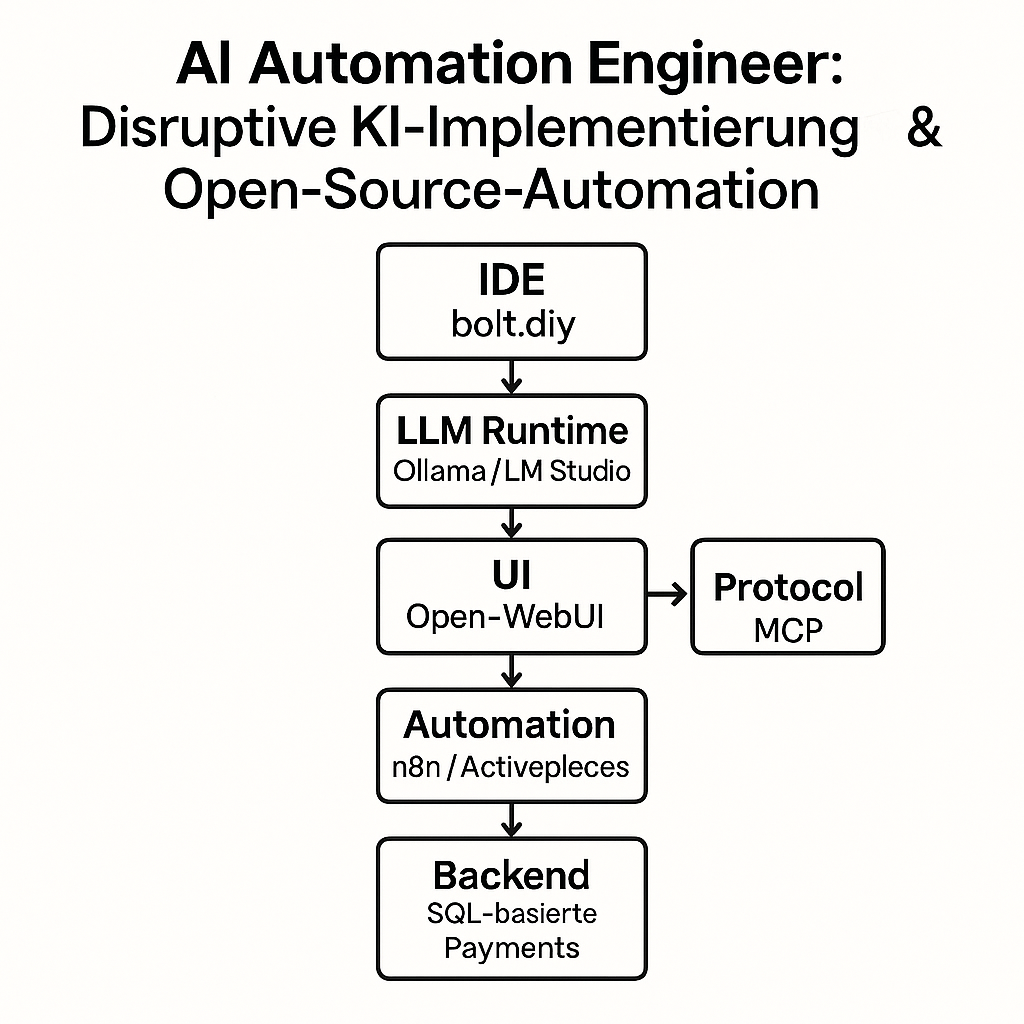 AI Automation Engineer:
Disruptive KI-Implementierung &
Open-Source-Automation
IDE
bolt.diy
LLM Runtime
Ollama/LM Studio
UI
Open-WebUI
Protocol
MCP
Automation
n8n/Activepleces
Backend
SQL-basierte
Payments